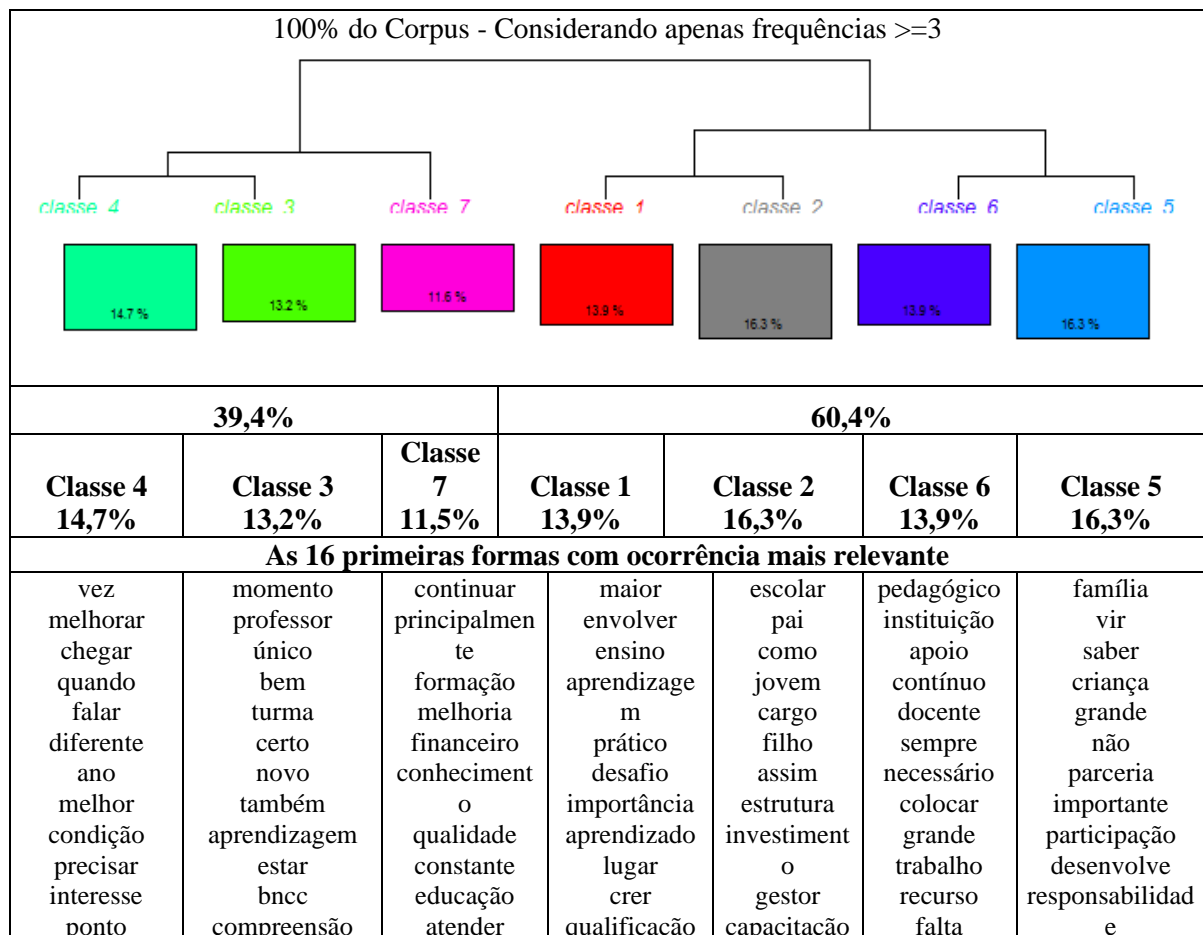 100% do Corpus - Considerando apenas frequências >=3
classe 4 classe 3 classe 7 classe 1 classe 2 classe 6 classe 5
14.7 % 13.2 % 11.6 % 13.9 % 16.3 % 13.9 % 16.3 %
39,4% 60,4%
Classe 4 Classe 3 Classe 7 Classe 1 Classe 2 Classe 6 Classe 5
14,7% 13,2% 11,5% 13,9% 16,3% 13,9% 16,3%
As 16 primeiras formas com ocorrência mais relevante
vez momento continuar maior escolar pedagógico família
melhorar professor principalmen envolver pai instituição vir
chegar único te ensino como apoio saber
quando bem formação aprendizage jovem contínuo criança
falar turma melhoria m cargo docente grande
diferente certo financeiro prático filho sempre não
ano novo conheciment desafio assim necessário parceria
melhor também o importância estrutura colocar importante
condição aprendizagem qualidade aprendizado investiment grande participação
precisar estar constante lugar o trabalho desenvolve
interesse bncc educação crer gestor recurso responsabilidad
ponto compreensão atender qualificação capacitação falta e